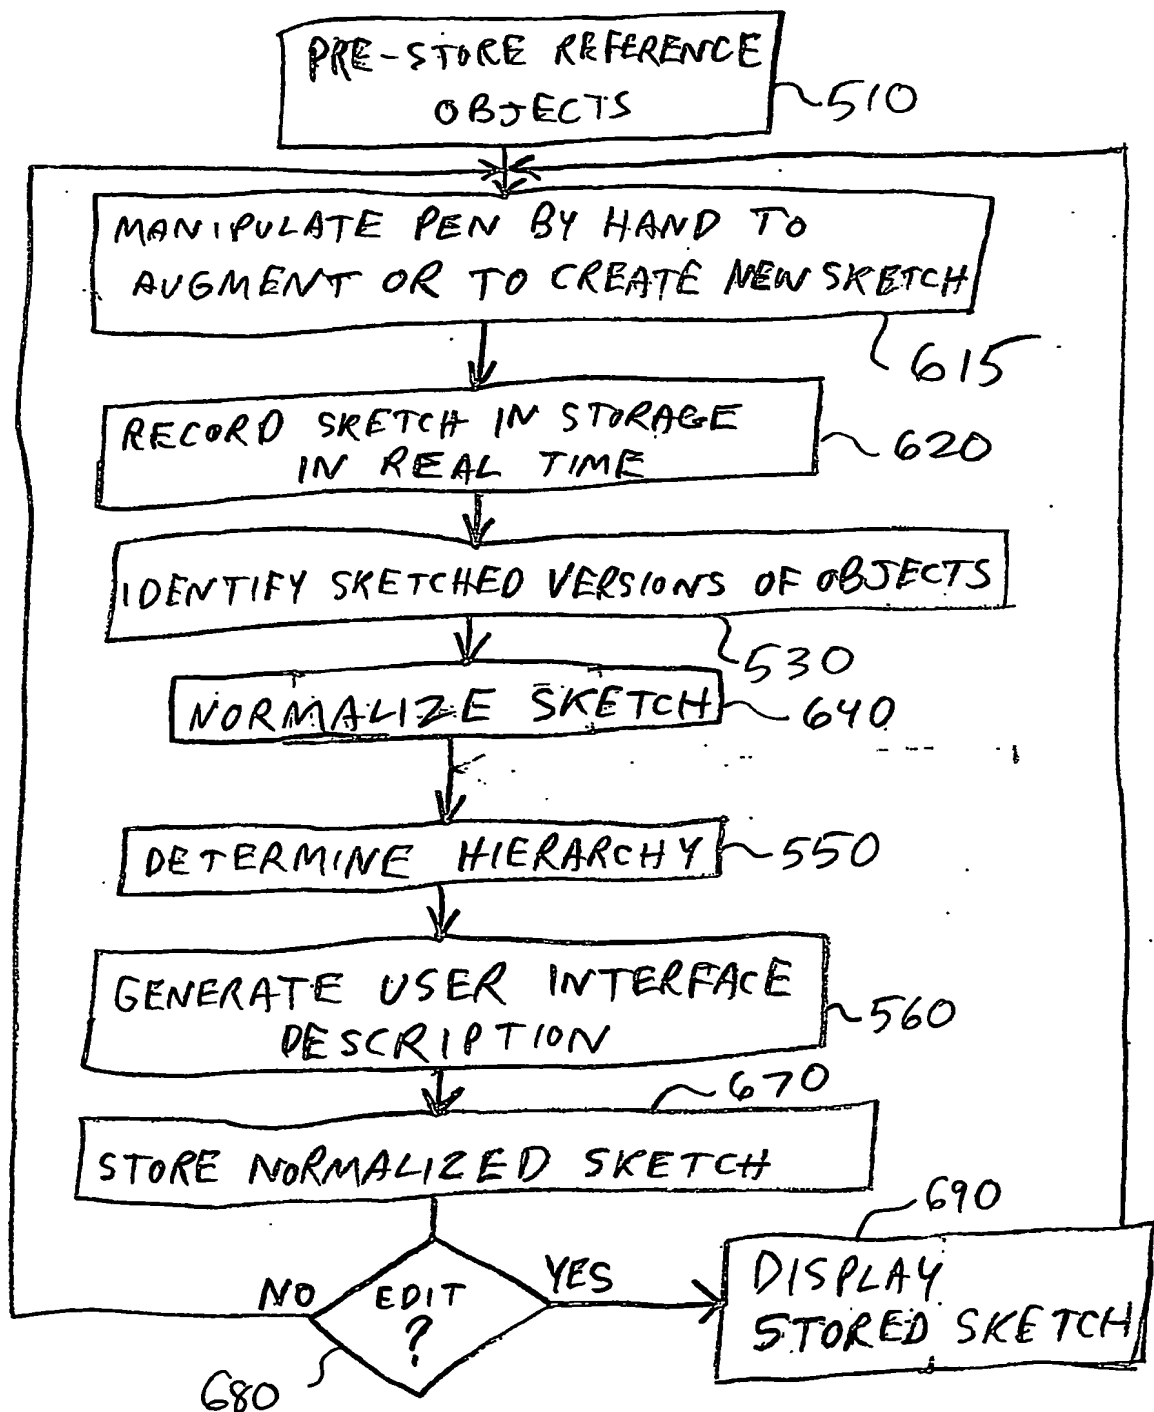 PRE-STORE REFERENCE
OBJECTS
510
MANIPULATE PEN BY HAND TO
AUGMENT OR TO CREATE NEW SKETCH
615
RECORD SKETCH IN STORAGE
IN REAL TIME
620
IDENTIFY SKETCHED VERSIONS OF OBJECTS
530
NORMALIZE SKETCH
640
DETERMINE HIERARCHY
550
GENERATE USER INTERFACE
DESCRIPTION
560
670
STORE NORMALIZED SKETCH
690
NO
EDIT
?
YES
DISPLAY
STORED SKETCH
680